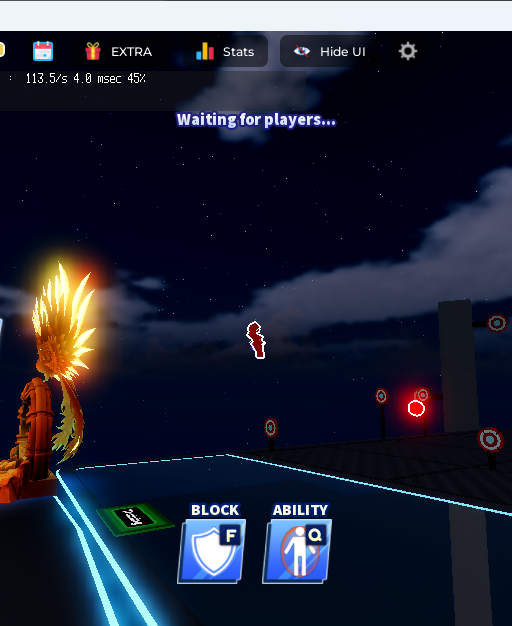 EXTRA
Stats
Hide UI
: 113.5/s 4.0 msec 45%
Waiting for players...
BLOCK
ABILITY
F
Q